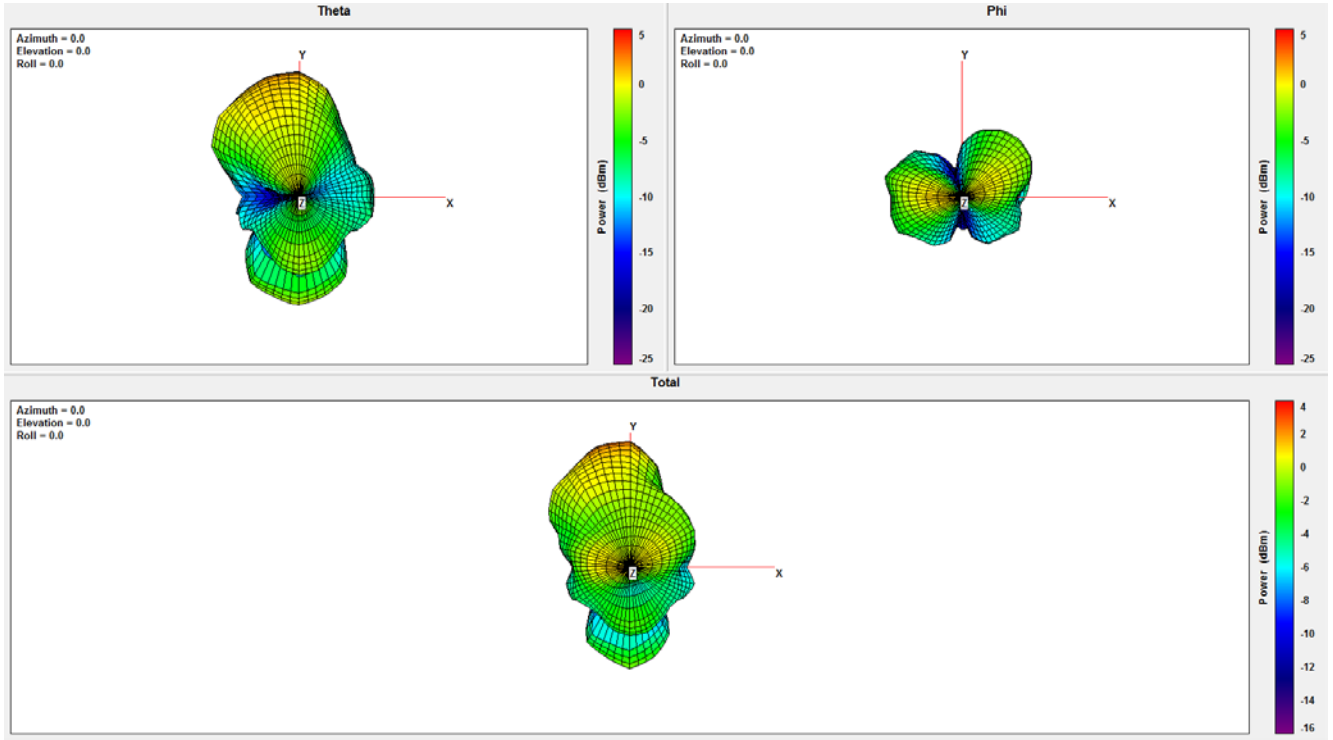 Theta
Azimuth = 0.0
Elevation = 0.0
Roll = 0.0
Y
X
Z
5
0
-5
-10
-15
-20
-25
Power (dBm)
Phi
Azimuth = 0.0
Elevation = 0.0
Roll = 0.0
Y
X
Z
5
0
-5
-10
-15
-20
-25
Power (dBm)
Total
Azimuth = 0.0
Elevation = 0.0
Roll = 0.0
Y
X
Z
4
2
0
-2
-4
-6
-8
-10
-12
-14
-16
Power (dBm)